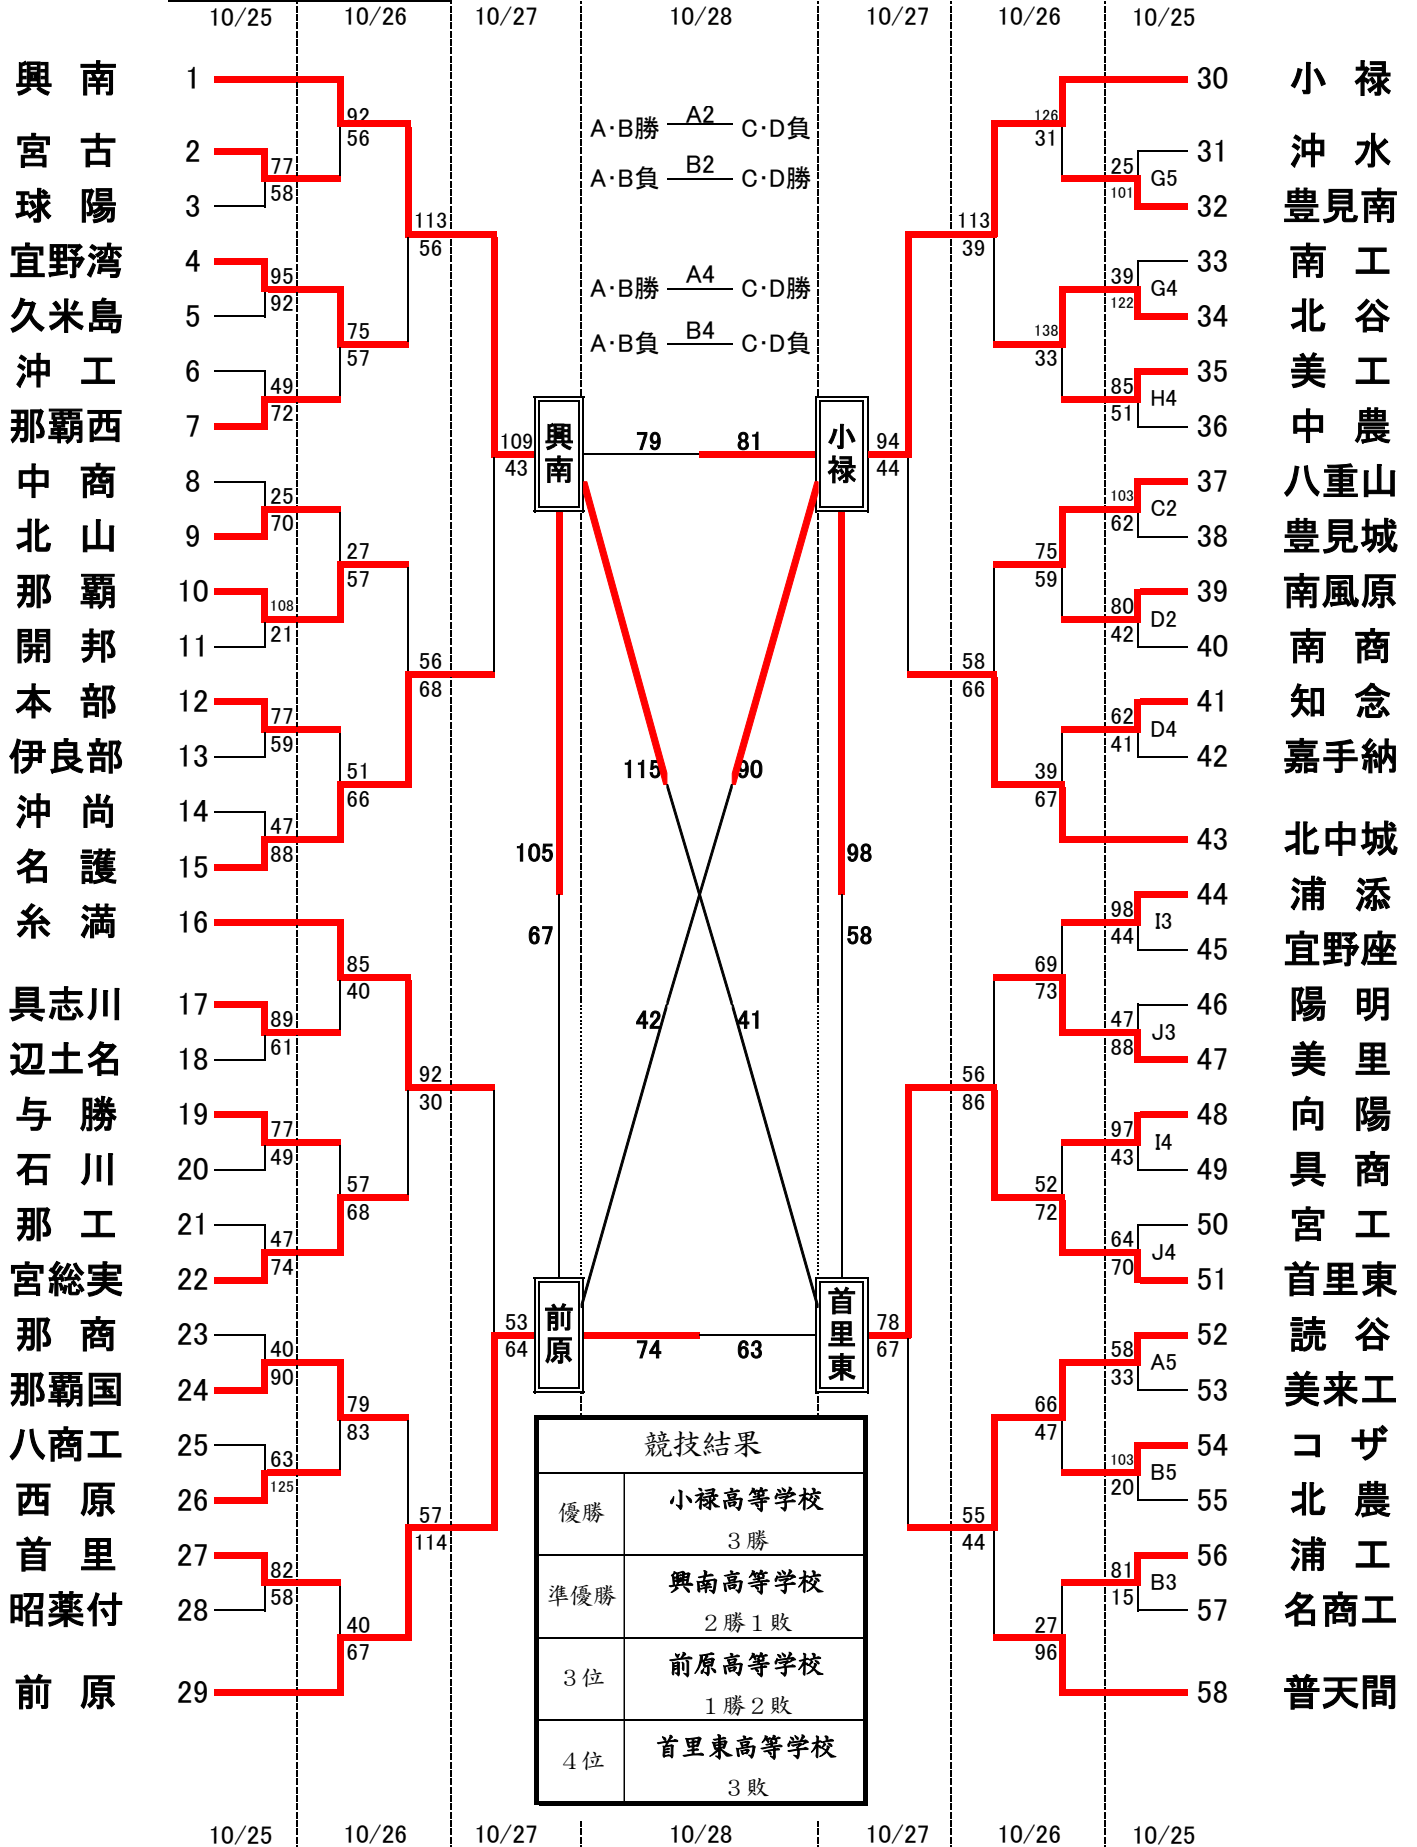 10/25 10/26 10/27 10/28 10/27 10/26 10/25
興南 1
92
56
宮古 2
77
58
球陽 3
113
56
宜野湾 4
95
92
久米島 5
75
57
沖工 6
49
72
那覇西 7
109
43
中商 8
25
70
北山 9
27
57
那覇 10
108
21
開邦 11
56
68
本部 12
77
59
伊良部 13
51
66
沖尚 14
47
88
名護 15
糸満 16
85
40
具志川 17
89
61
辺土名 18
92
30
与勝 19
77
49
石川 20
57
68
那工 21
47
74
宮総実 22
53
64
那商 23
40
90
那覇国 24
79
83
八商工 25
63
125
西原 26
57
114
首里 27
82
58
昭薬付 28
40
67
前原 29
A・B勝 A2 C・D負
A・B負 B2 C・D勝
A・B勝 A4 C・D勝
A・B負 B4 C・D負
興南
79 81
小禄
115 90
105
67
98
58
42 41
前原
74 63
首里東
競技結果
優勝 小禄高等学校
3勝
準優勝 興南高等学校
2勝1敗
3位 前原高等学校
1勝2敗
4位 首里東高等学校
3敗
30 小禄
126
31
31 沖水
25
G5
101
32 豊見南
113
39
33 南工
39
G4
122
34 北谷
138
33
35 美工
85
H4
51
36 中農
94
44
37 八重山
103
C2
62
38 豊見城
75
59
39 南風原
80
D2
42
40 南商
58
66
41 知念
62
D4
41
42 嘉手納
39
67
43 北中城
44 浦添
98
I3
44
45 宜野座
69
73
46 陽明
47
J3
88
47 美里
56
86
48 向陽
97
I4
43
49 具商
52
72
50 宮工
64
J4
70
51 首里東
78
67
52 読谷
58
A5
33
53 美来工
66
47
54 コザ
103
B5
20
55 北農
55
44
56 浦工
81
B3
15
57 名商工
27
96
58 普天間
10/25 10/26 10/27 10/28 10/27 10/26 10/25